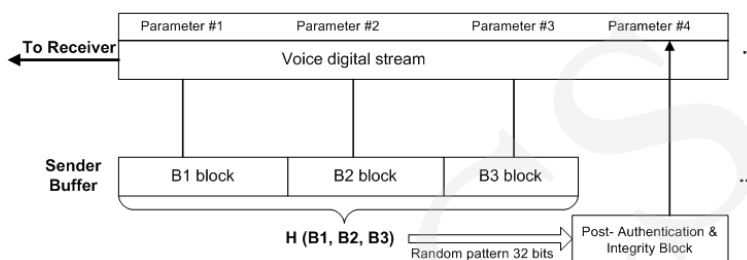 Parameter #1 Parameter #2 Parameter #3 Parameter #4
To Receiver
Voice digital stream
Sender
Buffer
B1 block B2 block B3 block
H (B1, B2, B3)
Random pattern 32 bits
Post- Authentication &
Integrity Block